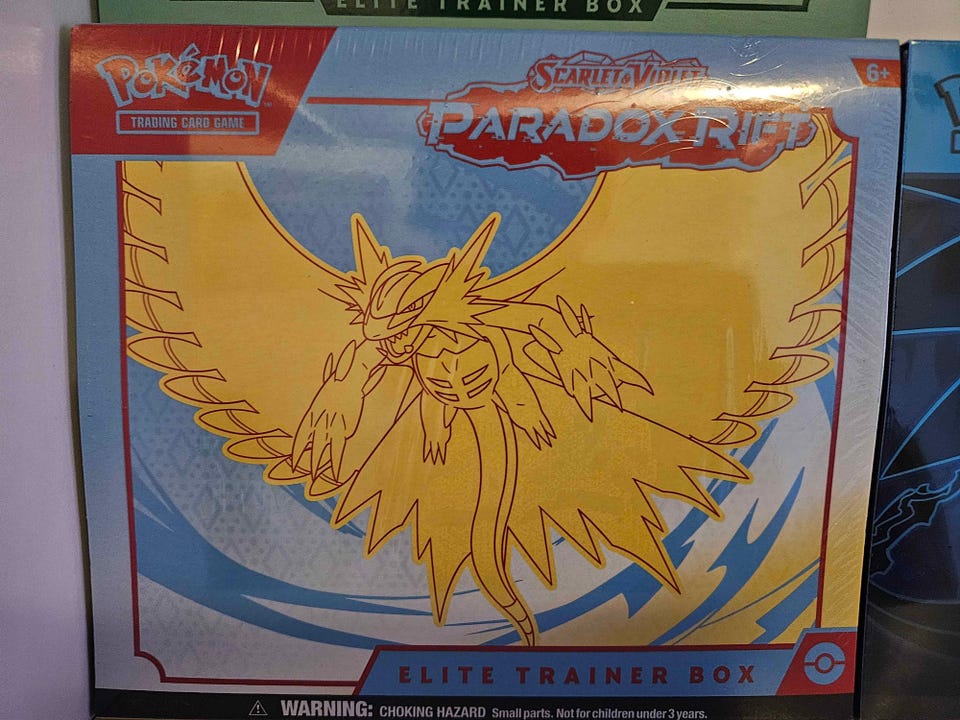 ELITE TRAINER BOX
POKéMON
TRADING CARD GAME
SCARLET & VIOLET
PARADOX RIFT
6+
ELITE TRAINER BOX
WARNING: CHOKING HAZARD Small parts. Not for children under 3 years.